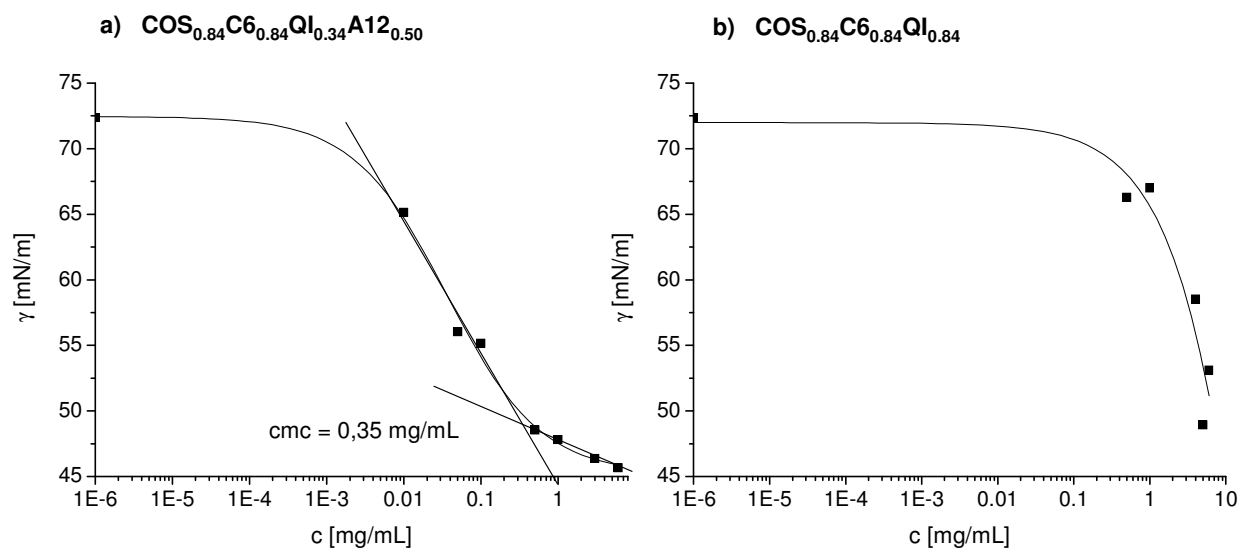 a) COS0.84C60.84QI0.34A120.50
75
70
65
60
55
50
45
γ [mN/m]
cmc = 0,35 mg/mL
1E-6 1E-5 1E-4 1E-3 0.01 0.1 1
c [mg/mL]
b) COS0.84C60.84QI0.84
75
70
65
60
55
50
45
γ [mN/m]
1E-6 1E-5 1E-4 1E-3 0.01 0.1 1 10
c [mg/mL]